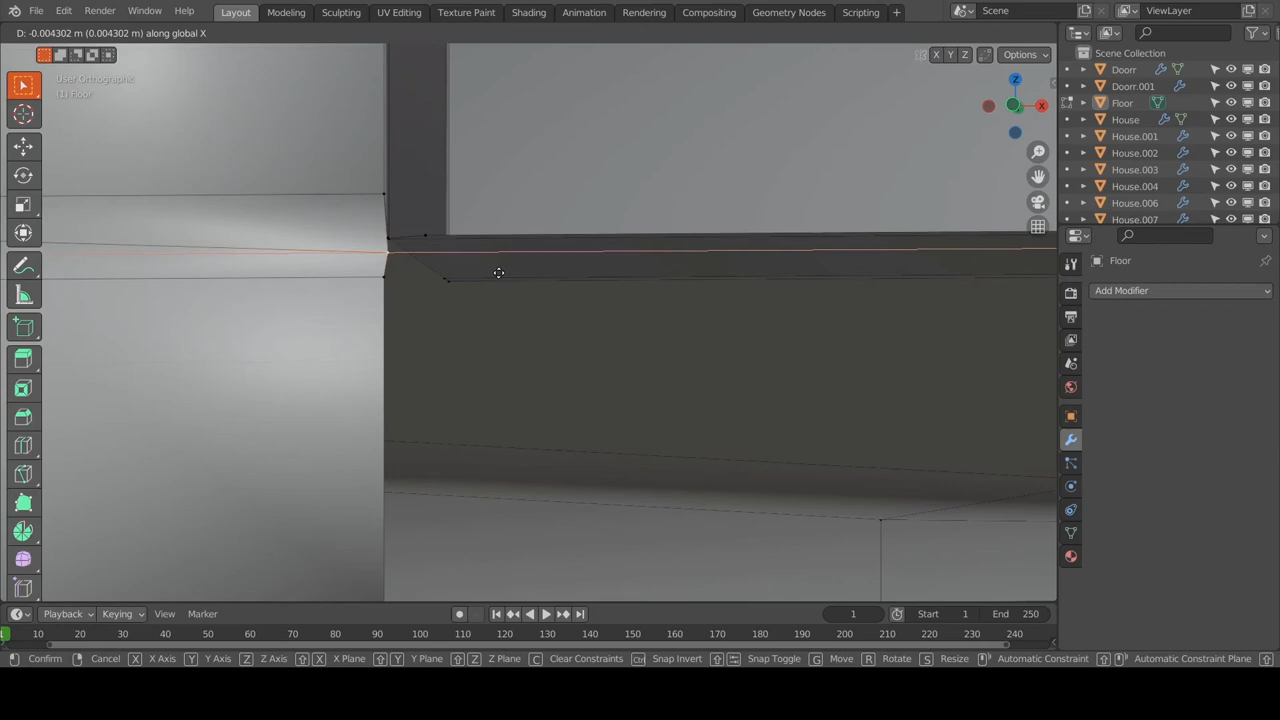 File Edit Render Window Help Layout Modeling Sculpting UV Editing Texture Paint Shading Animation Rendering Compositing Geometry Nodes Scripting + Scene ViewLayer
D: -0.004302 m (0.004302 m) along global X
X Y Z Options
User Orthographic
(1) Floor
Z
X
Scene Collection
Doorr
Doorr.001
Floor
House
House.001
House.002
House.003
House.004
House.006
House.007
Floor
Add Modifier
Playback Keying View Marker 1 Start 1 End 250
10 20 30 40 50 60 70 80 90 100 110 120 130 140 150 160 170 180 190 200 210 220 230 240
Confirm Cancel X X Axis Y Y Axis Z Z Axis X X Plane Y Y Plane Z Z Plane C Clear Constraints Ctrl Snap Invert Snap Toggle G Move R Rotate S Resize Automatic Constraint Automatic Constraint Plane